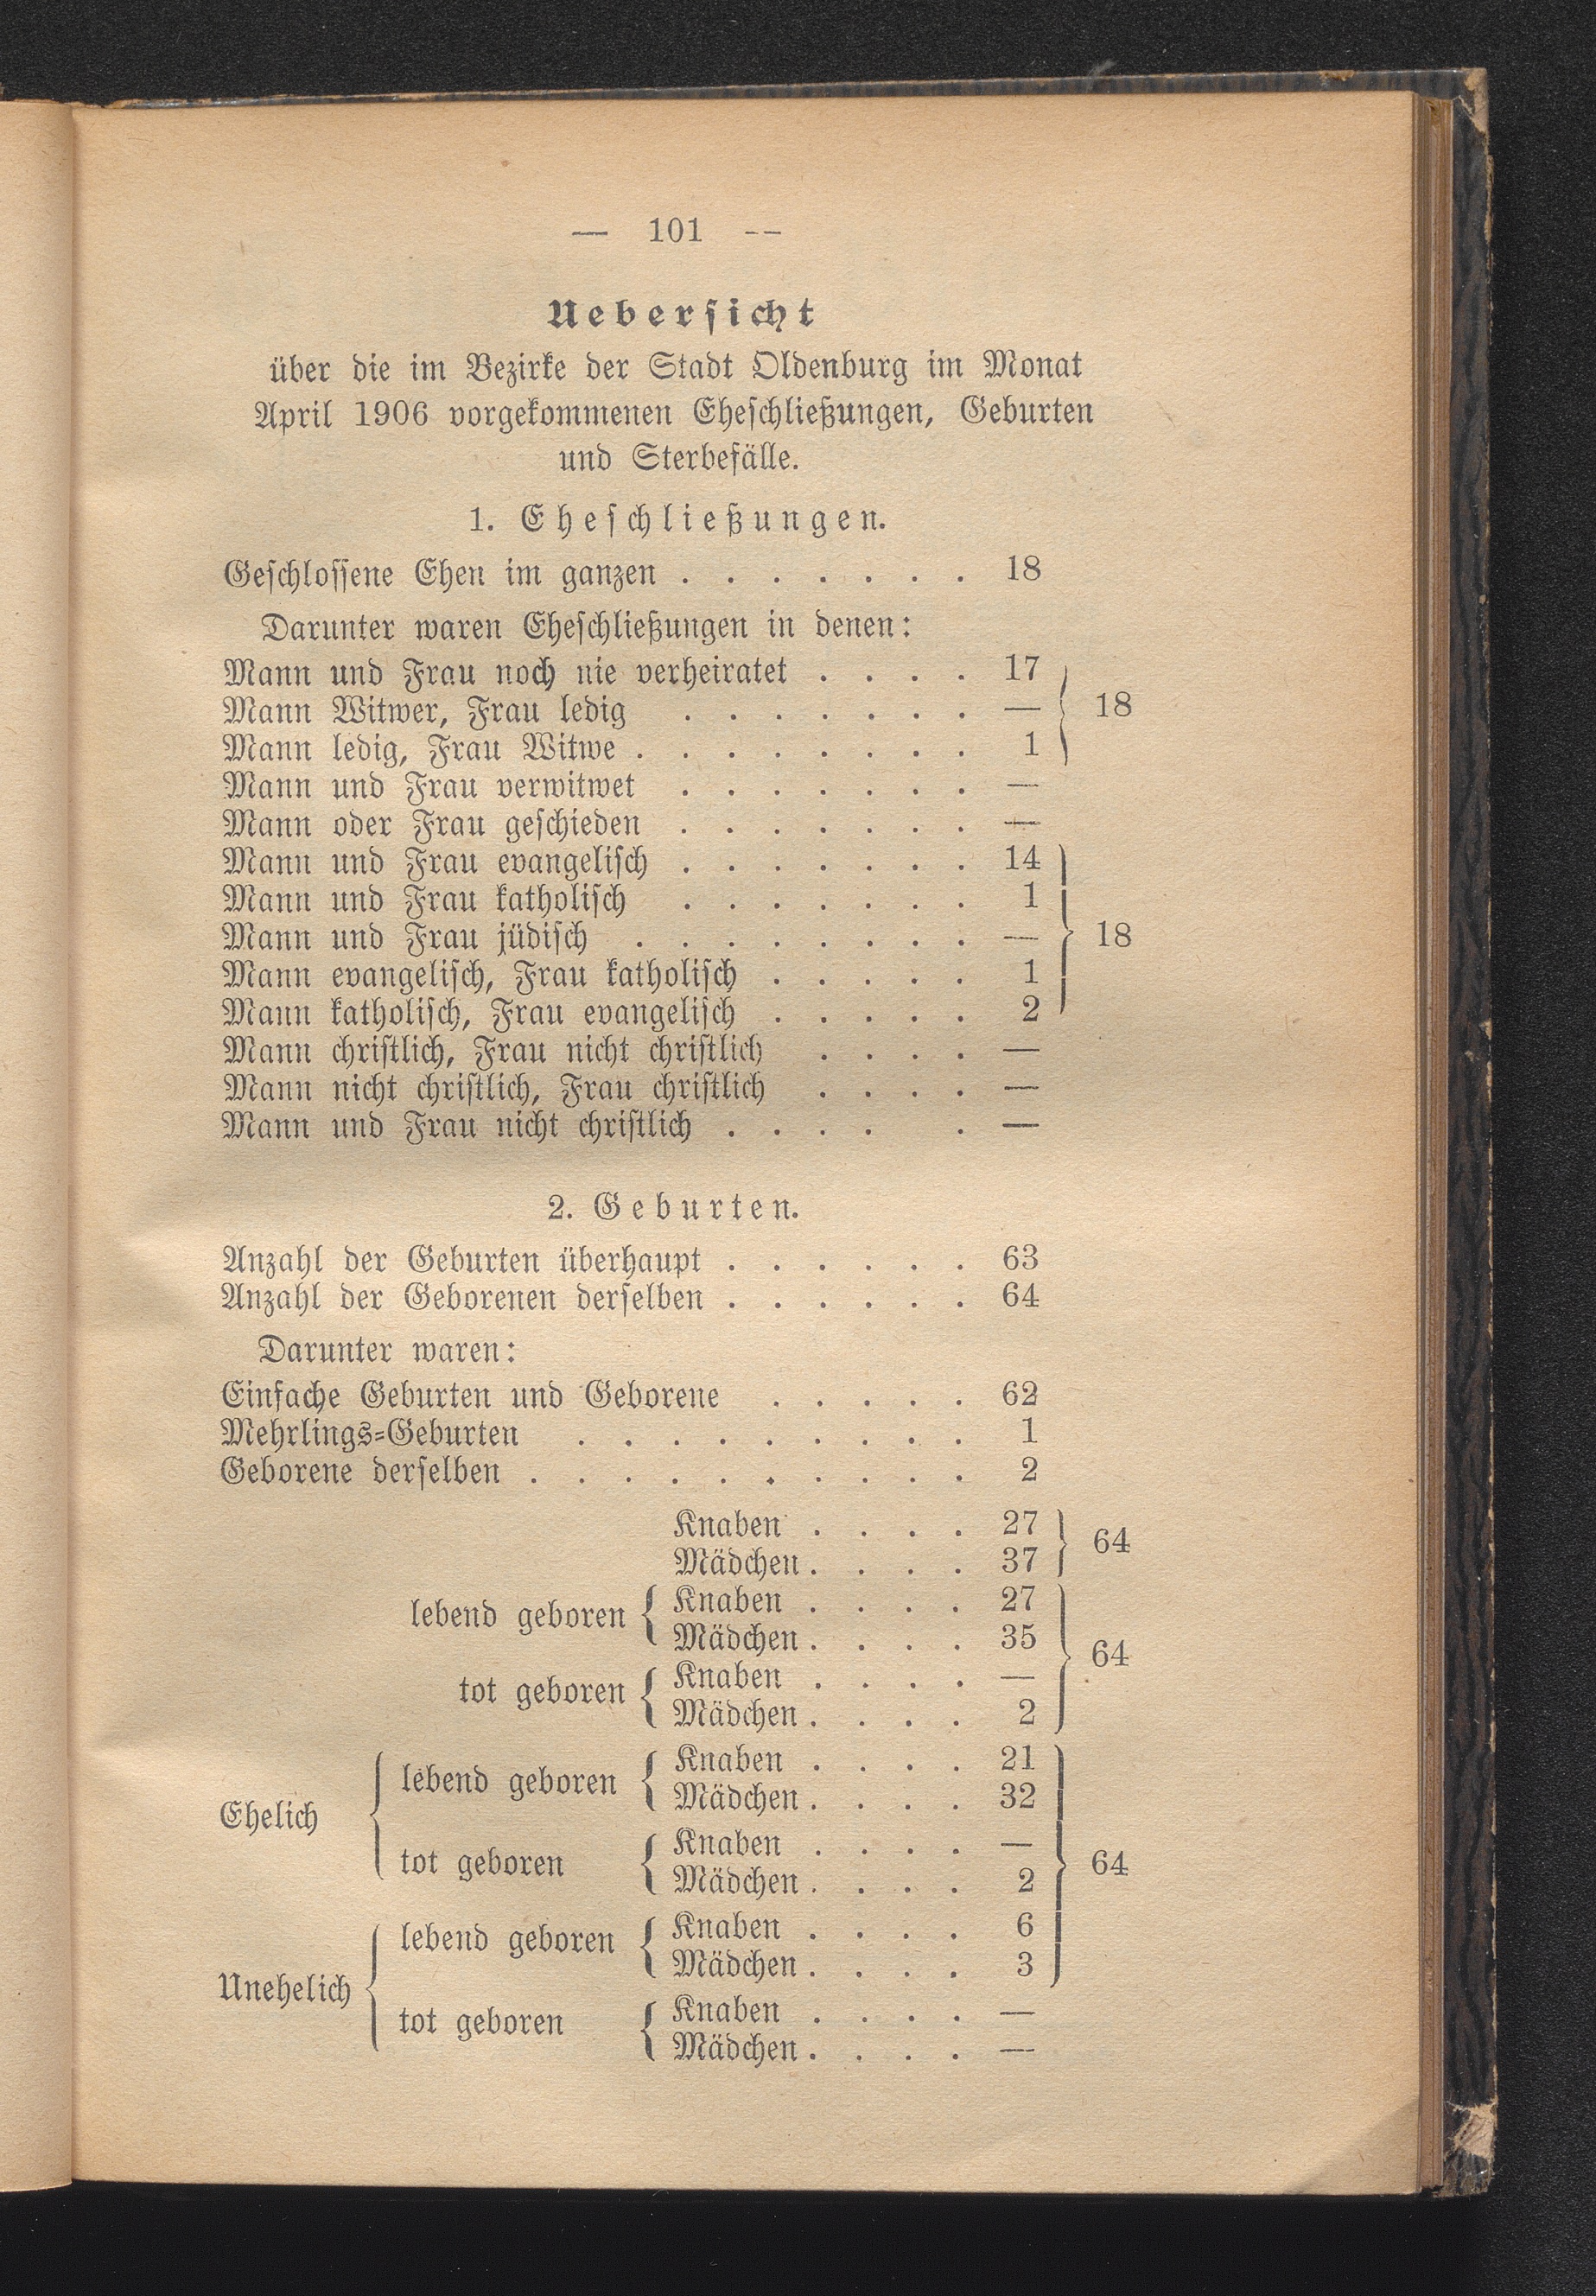 — 101 --
Uebersicht
über die im Bezirke der Stadt Oldenburg im Monat
April 1906 vorgekommenen Eheschließungen, Geburten
und Sterbefälle.
1. Eheschließungen.
Geschlossene Ehen im ganzen . . . . . . . 18
Darunter waren Eheschließungen in denen:
Mann und Frau noch nie verheiratet . . . . 17
Mann Witwer, Frau ledig . . . . . . . — 18
Mann ledig, Frau Witwe . . . . . . . . 1
Mann und Frau verwitwet . . . . . . . —
Mann oder Frau geschieden . . . . . . . —
Mann und Frau evangelisch . . . . . . . 14
Mann und Frau katholisch . . . . . . . 1
Mann und Frau jüdisch . . . . . . . . — 18
Mann evangelisch, Frau katholisch . . . . . 1
Mann katholisch, Frau evangelisch . . . . . 2
Mann christlich, Frau nicht christlich . . . . —
Mann nicht christlich, Frau christlich . . . . —
Mann und Frau nicht christlich . . . . . —
2. Geburten.
Anzahl der Geburten überhaupt . . . . . . 63
Anzahl der Geborenen derselben . . . . . . 64
Darunter waren:
Einfache Geburten und Geborene . . . . . 62
Mehrlings-Geburten . . . . . . . . . 1
Geborene derselben . . . . . . . . . . 2
Knaben . . . . 27
64
Mädchen . . . . 37
lebend geboren { Knaben . . . . 27
Mädchen . . . . 35
64
tot geboren { Knaben . . . . —
Mädchen . . . . 2
Ehelich { lebend geboren { Knaben . . . . 21
Mädchen . . . . 32
tot geboren { Knaben . . . . —
64
Mädchen . . . . 2
Unehelich { lebend geboren { Knaben . . . . 6
Mädchen . . . . 3
tot geboren { Knaben . . . . —
Mädchen . . . . —